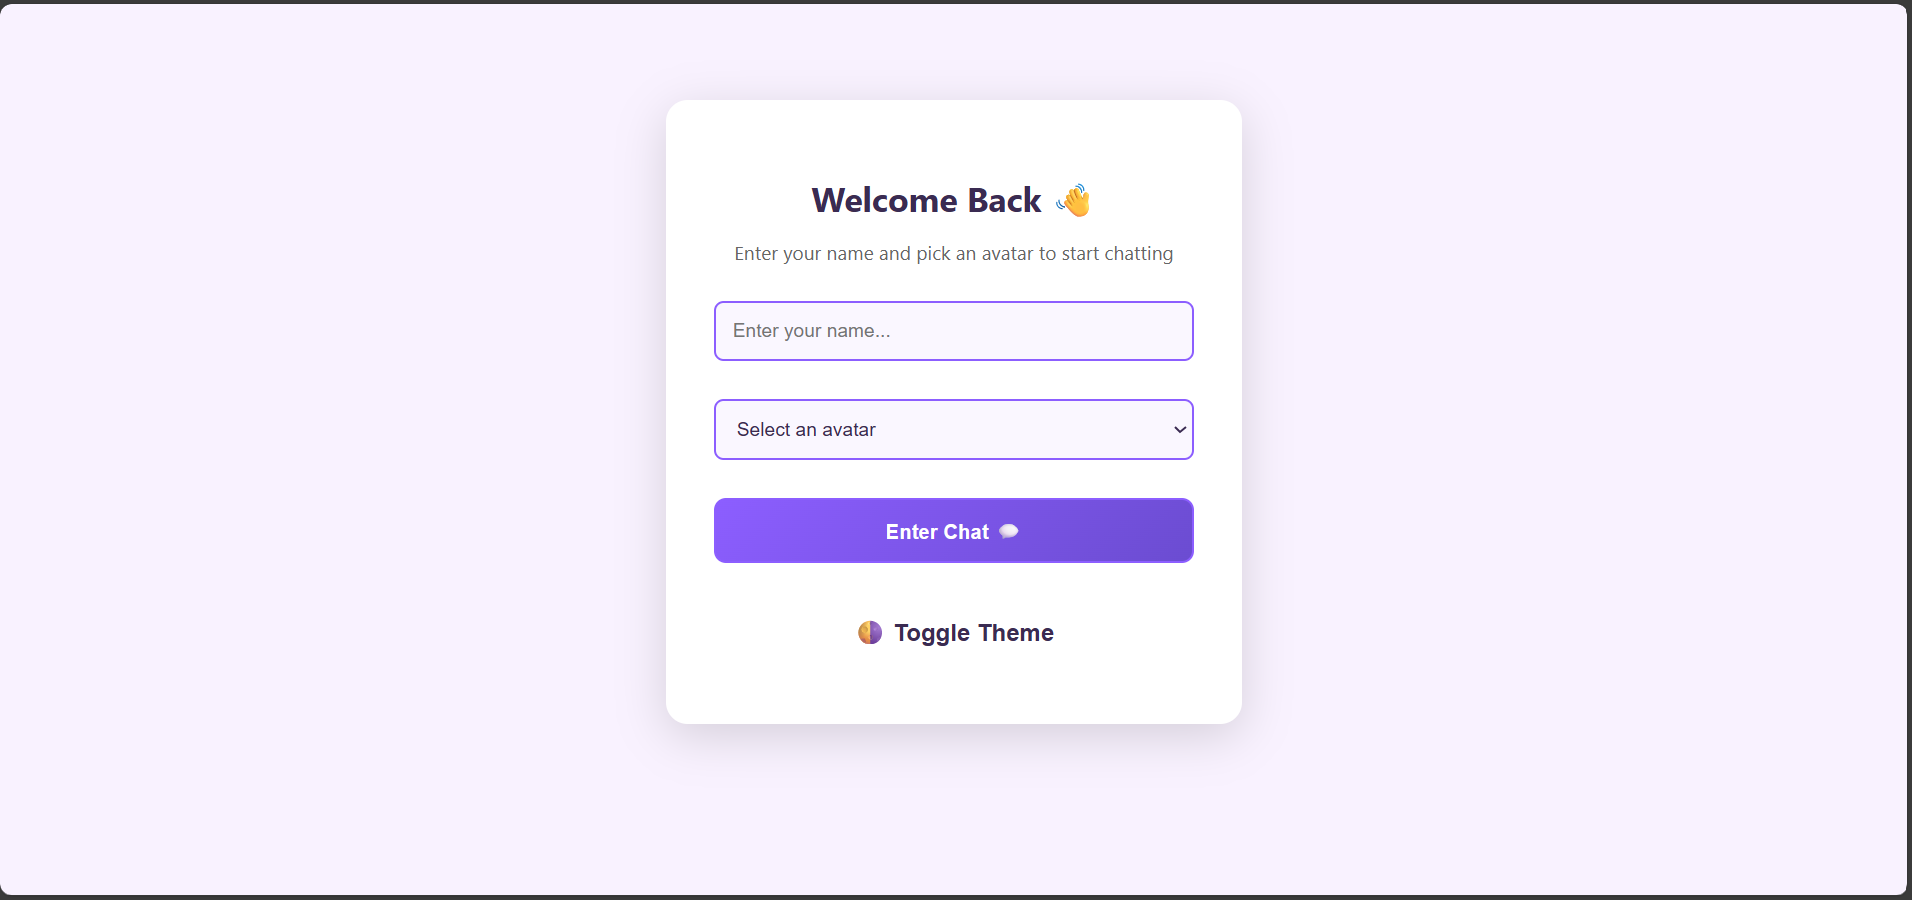 Welcome Back 👋
Enter your name and pick an avatar to start chatting
Enter your name...
Select an avatar
Enter Chat 💬
🌗 Toggle Theme